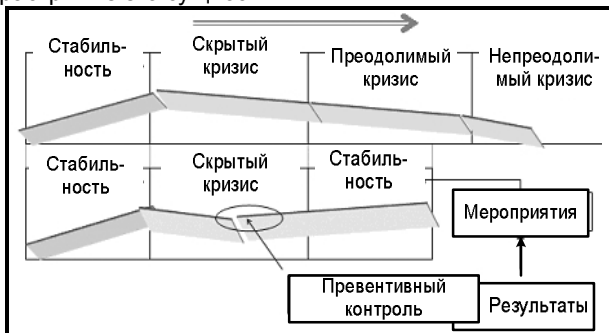 Стабиль-
ность
Скрытый
кризис
Преодолимый
кризис
Непреодоли-
мый кризис
Стабиль-
ность
Скрытый
кризис
Стабиль-
ность
Мероприятия
Превентивный
контроль
Результаты